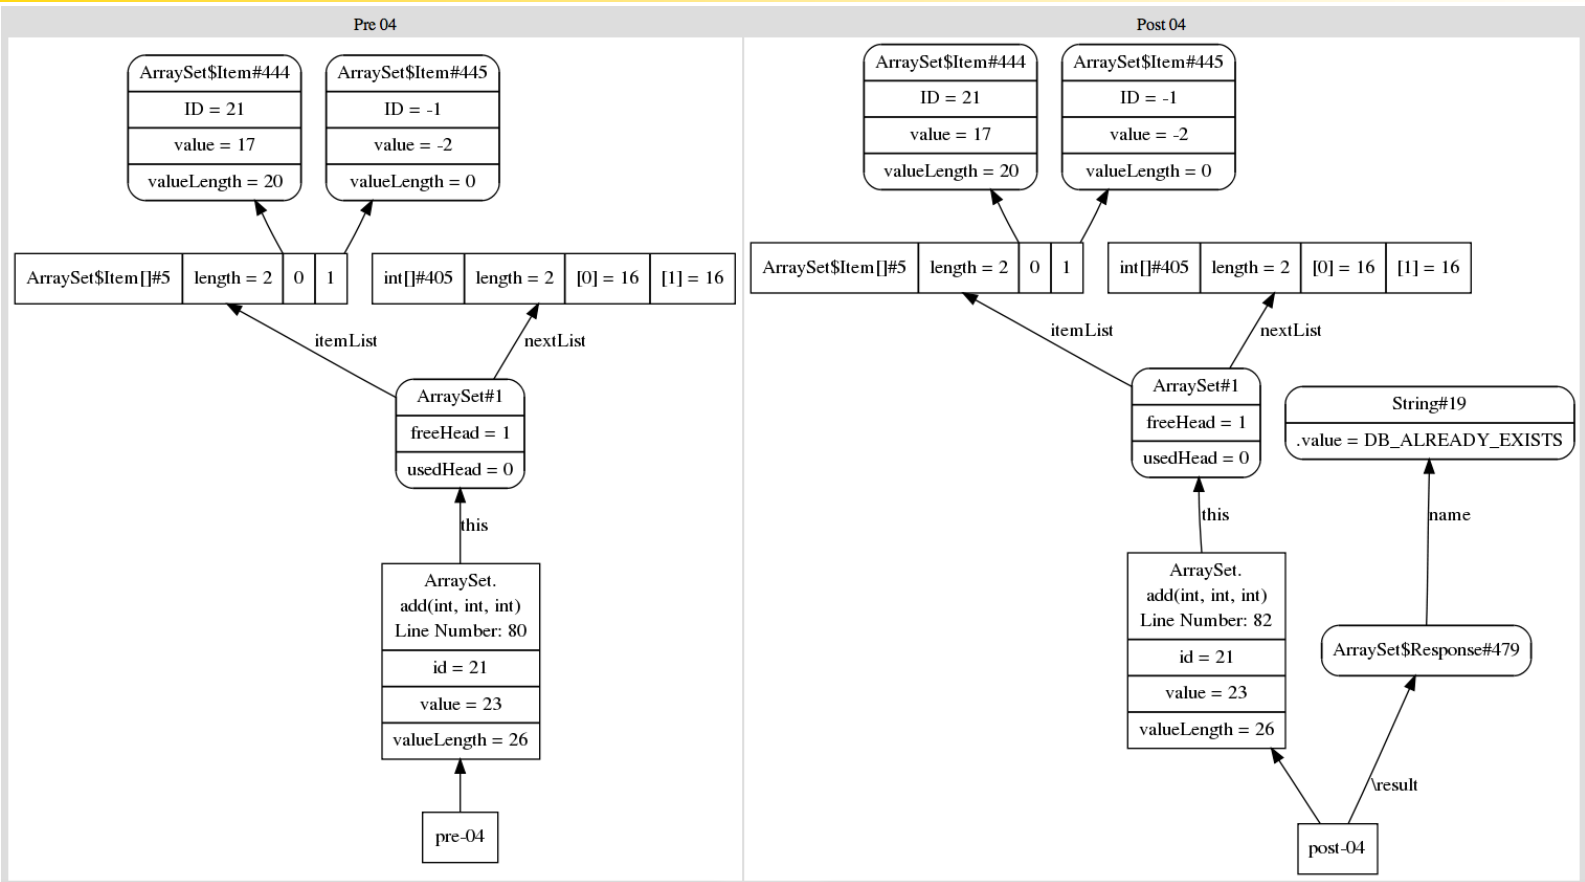 Pre 04
ArraySet$Item#444
ID = 21
value = 17
valueLength = 20
ArraySet$Item#445
ID = -1
value = -2
valueLength = 0
ArraySet$Item[]#5
length = 2
0
1
int[]#405
length = 2
[0] = 16
[1] = 16
itemList
nextList
ArraySet#1
freeHead = 1
usedHead = 0
this
ArraySet.
add(int, int, int)
Line Number: 80
id = 21
value = 23
valueLength = 26
pre-04
Post 04
ArraySet$Item#444
ID = 21
value = 17
valueLength = 20
ArraySet$Item#445
ID = -1
value = -2
valueLength = 0
ArraySet$Item[]#5
length = 2
0
1
int[]#405
length = 2
[0] = 16
[1] = 16
itemList
nextList
ArraySet#1
freeHead = 1
usedHead = 0
String#19
.value = DB_ALREADY_EXISTS
this
name
ArraySet.
add(int, int, int)
Line Number: 82
id = 21
value = 23
valueLength = 26
ArraySet$Response#479
\result
post-04